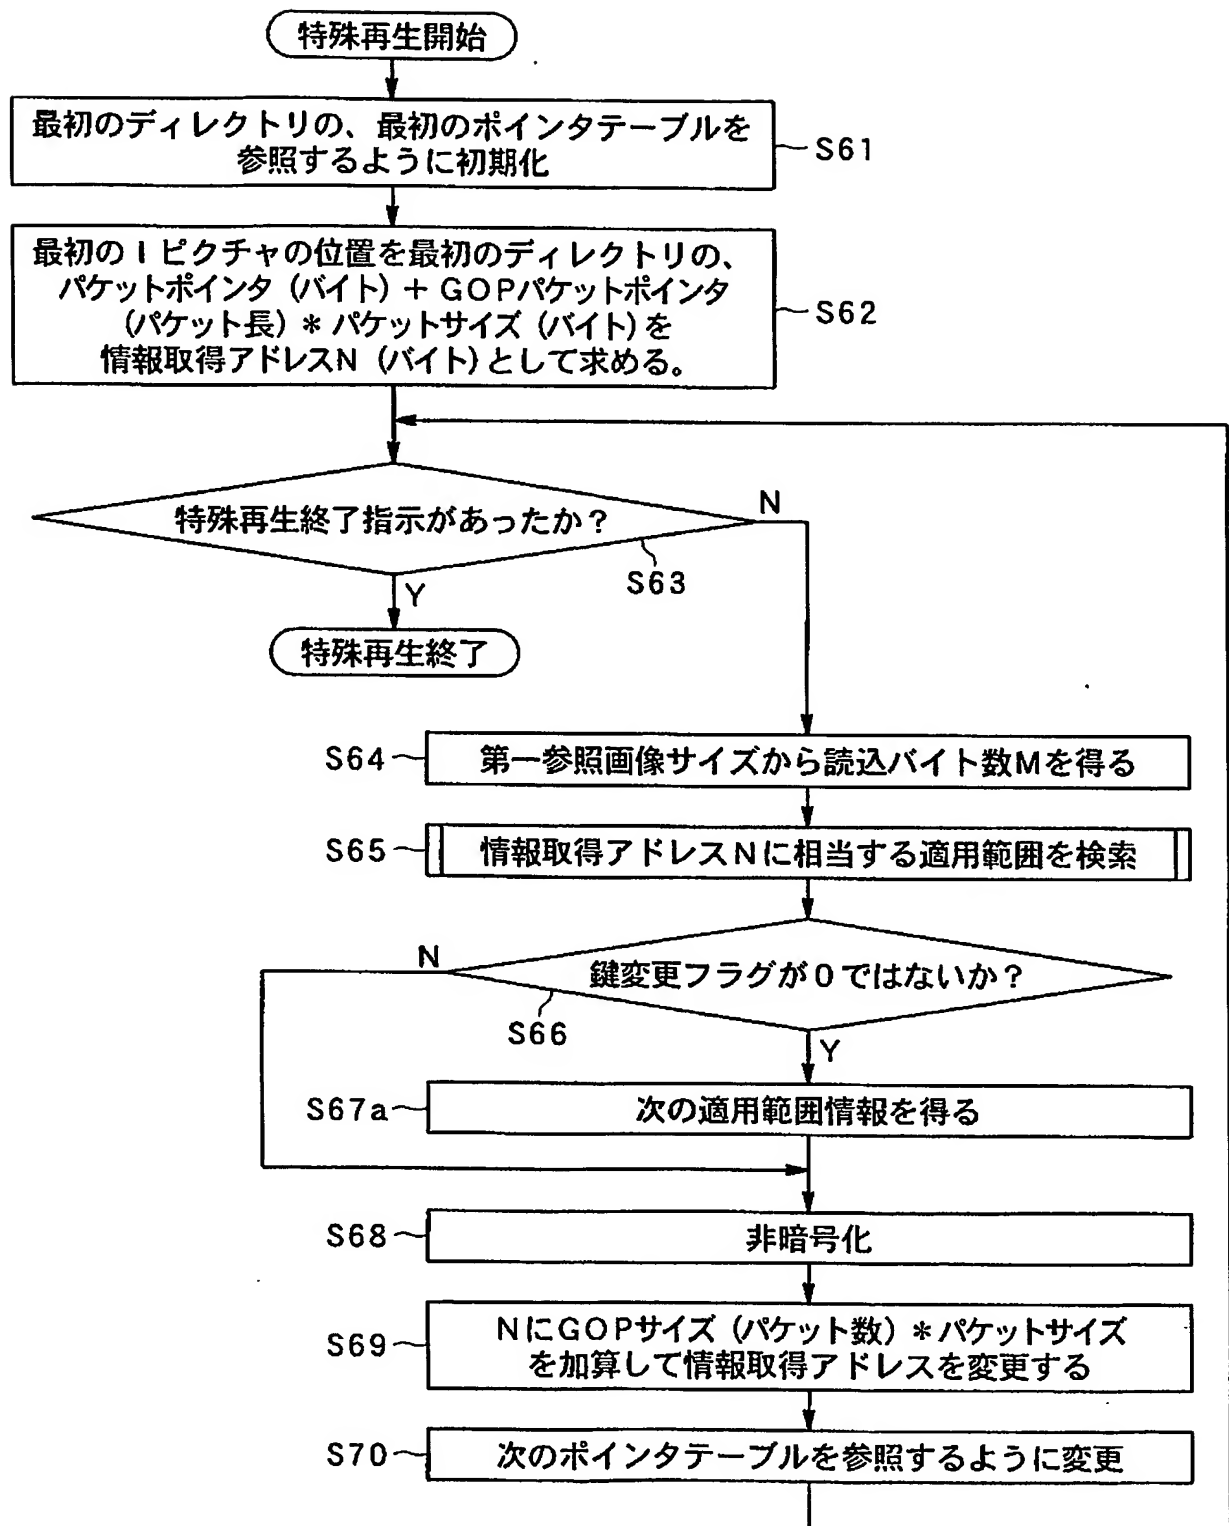 特殊再生開始
最初のディレクトリの、最初のポインタテーブルを
参照するように初期化
S61
最初のIピクチャの位置を最初のディレクトリの、
パケットポインタ(バイト)+GOPパケットポインタ
(パケット長)*パケットサイズ(バイト)を
情報取得アドレスN(バイト)として求める。
S62
特殊再生終了指示があったか?
N
S63
Y
特殊再生終了
S64
第一参照画像サイズから読込バイト数Mを得る
S65
情報取得アドレスNに相当する適用範囲を検索
N
鍵変更フラグが0ではないか?
S66
Y
S67a
次の適用範囲情報を得る
S68
非暗号化
S69
NにGOPサイズ(パケット数)*パケットサイズ
を加算して情報取得アドレスを変更する
S70
次のポインタテーブルを参照するように変更